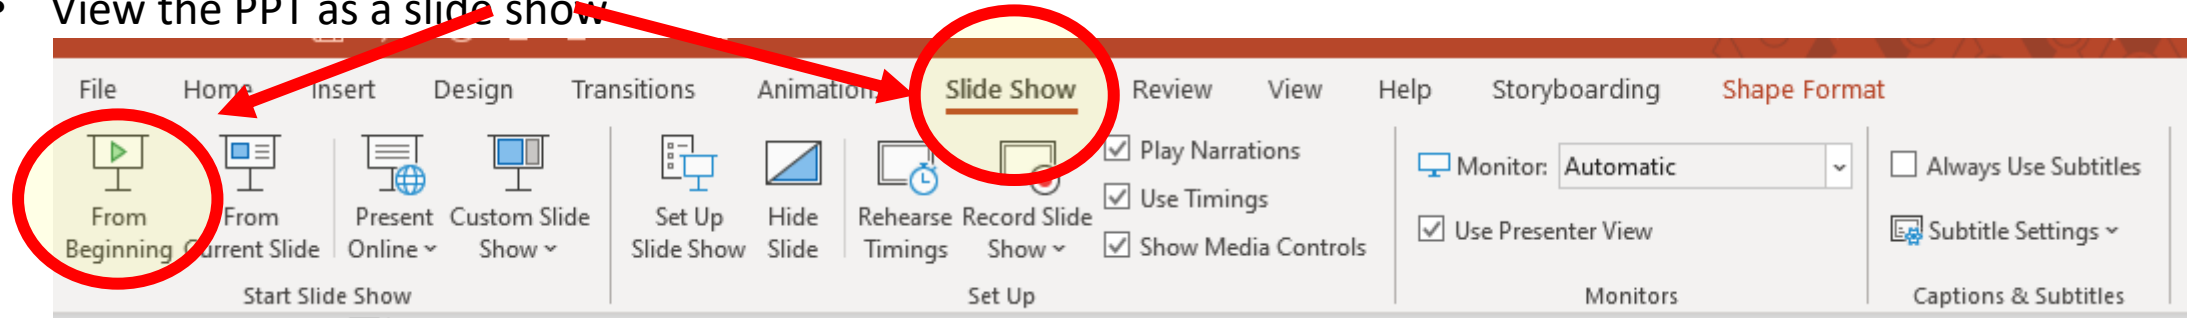 • View the PPT as a slide show
File Home Insert Design Transitions Animations Slide Show Review View Help Storyboarding Shape Format
From Beginning
From Current Slide
Present Online
Custom Slide Show
Set Up Slide Show
Hide Slide
Rehearse Timings
Record Slide Show
Play Narrations
Use Timings
Show Media Controls
Monitor: Automatic
Use Presenter View
Always Use Subtitles
Subtitle Settings
Start Slide Show
Set Up
Monitors
Captions & Subtitles